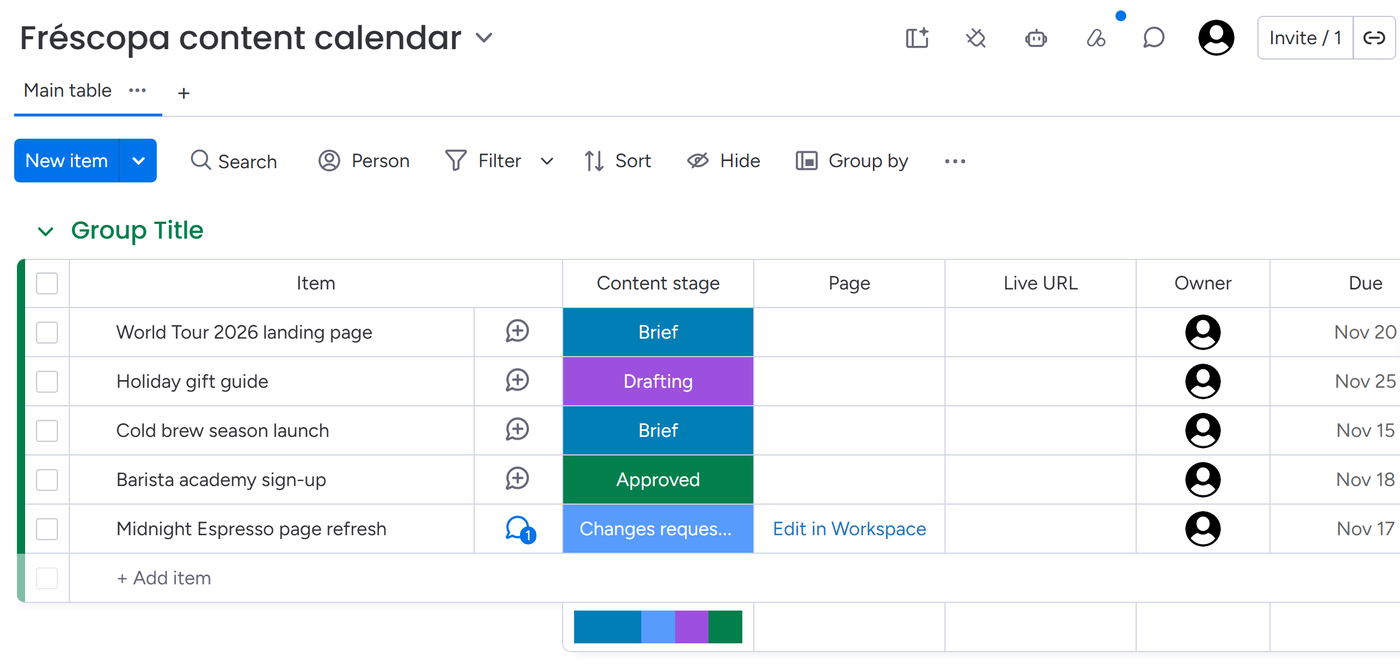 Fréscopa content calendar
Invite / 1
Main table
New item Search Person Filter Sort Hide Group by
Group Title
Item Content stage Page Live URL Owner Due
World Tour 2026 landing page Brief Nov 20
Holiday gift guide Drafting Nov 25
Cold brew season launch Brief Nov 15
Barista academy sign-up Approved Nov 18
Midnight Espresso page refresh 1 Changes reques... Edit in Workspace Nov 17
+ Add item